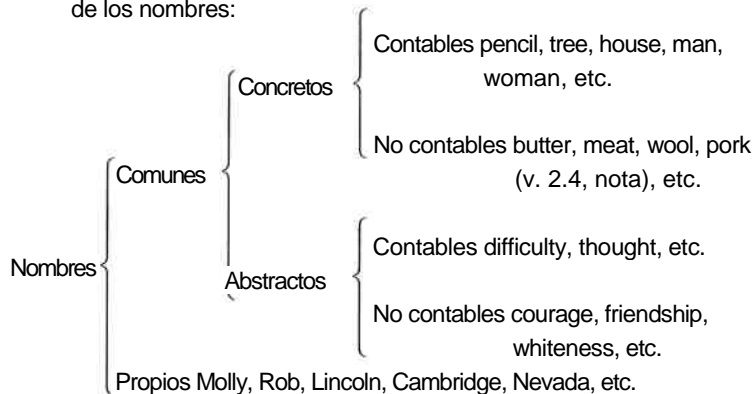 de los nombres:
Contables pencil, tree, house, man,
woman, etc.
Concretos
No contables butter, meat, wool, pork
(v. 2.4, nota), etc.
Comunes
Contables difficulty, thought, etc.
Nombres
Abstractos
No contables courage, friendship,
whiteness, etc.
Propios Molly, Rob, Lincoln, Cambridge, Nevada, etc.